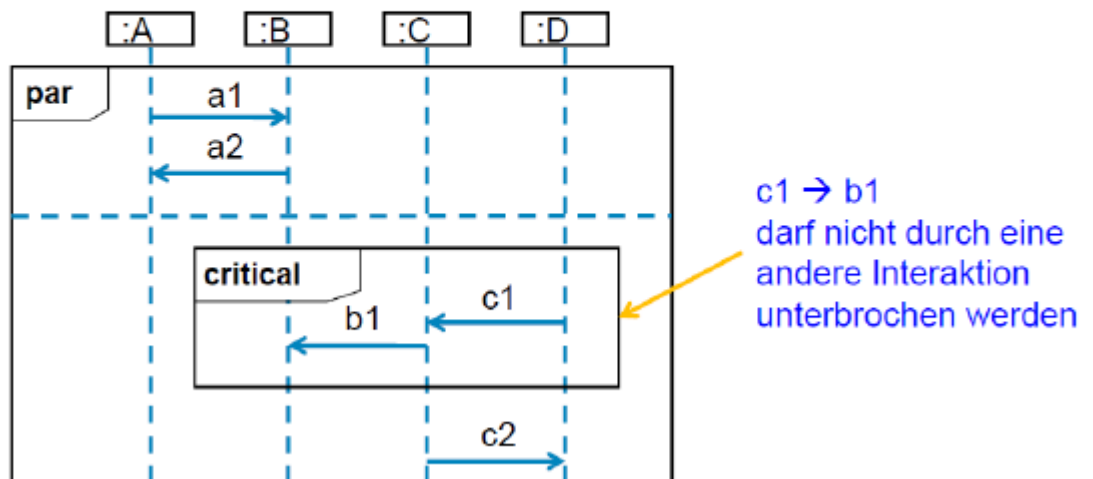 :A :B :C :D
par
a1
a2
c1 → b1
darf nicht durch eine
andere Interaktion
unterbrochen werden
critical
c1
b1
c2